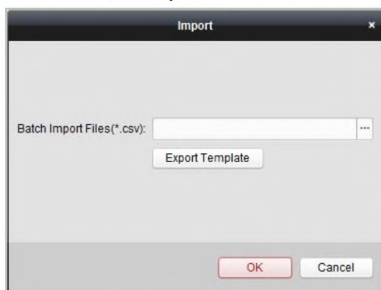 Import
×
Batch Import Files(*.csv):
...
Export Template
OK
Cancel